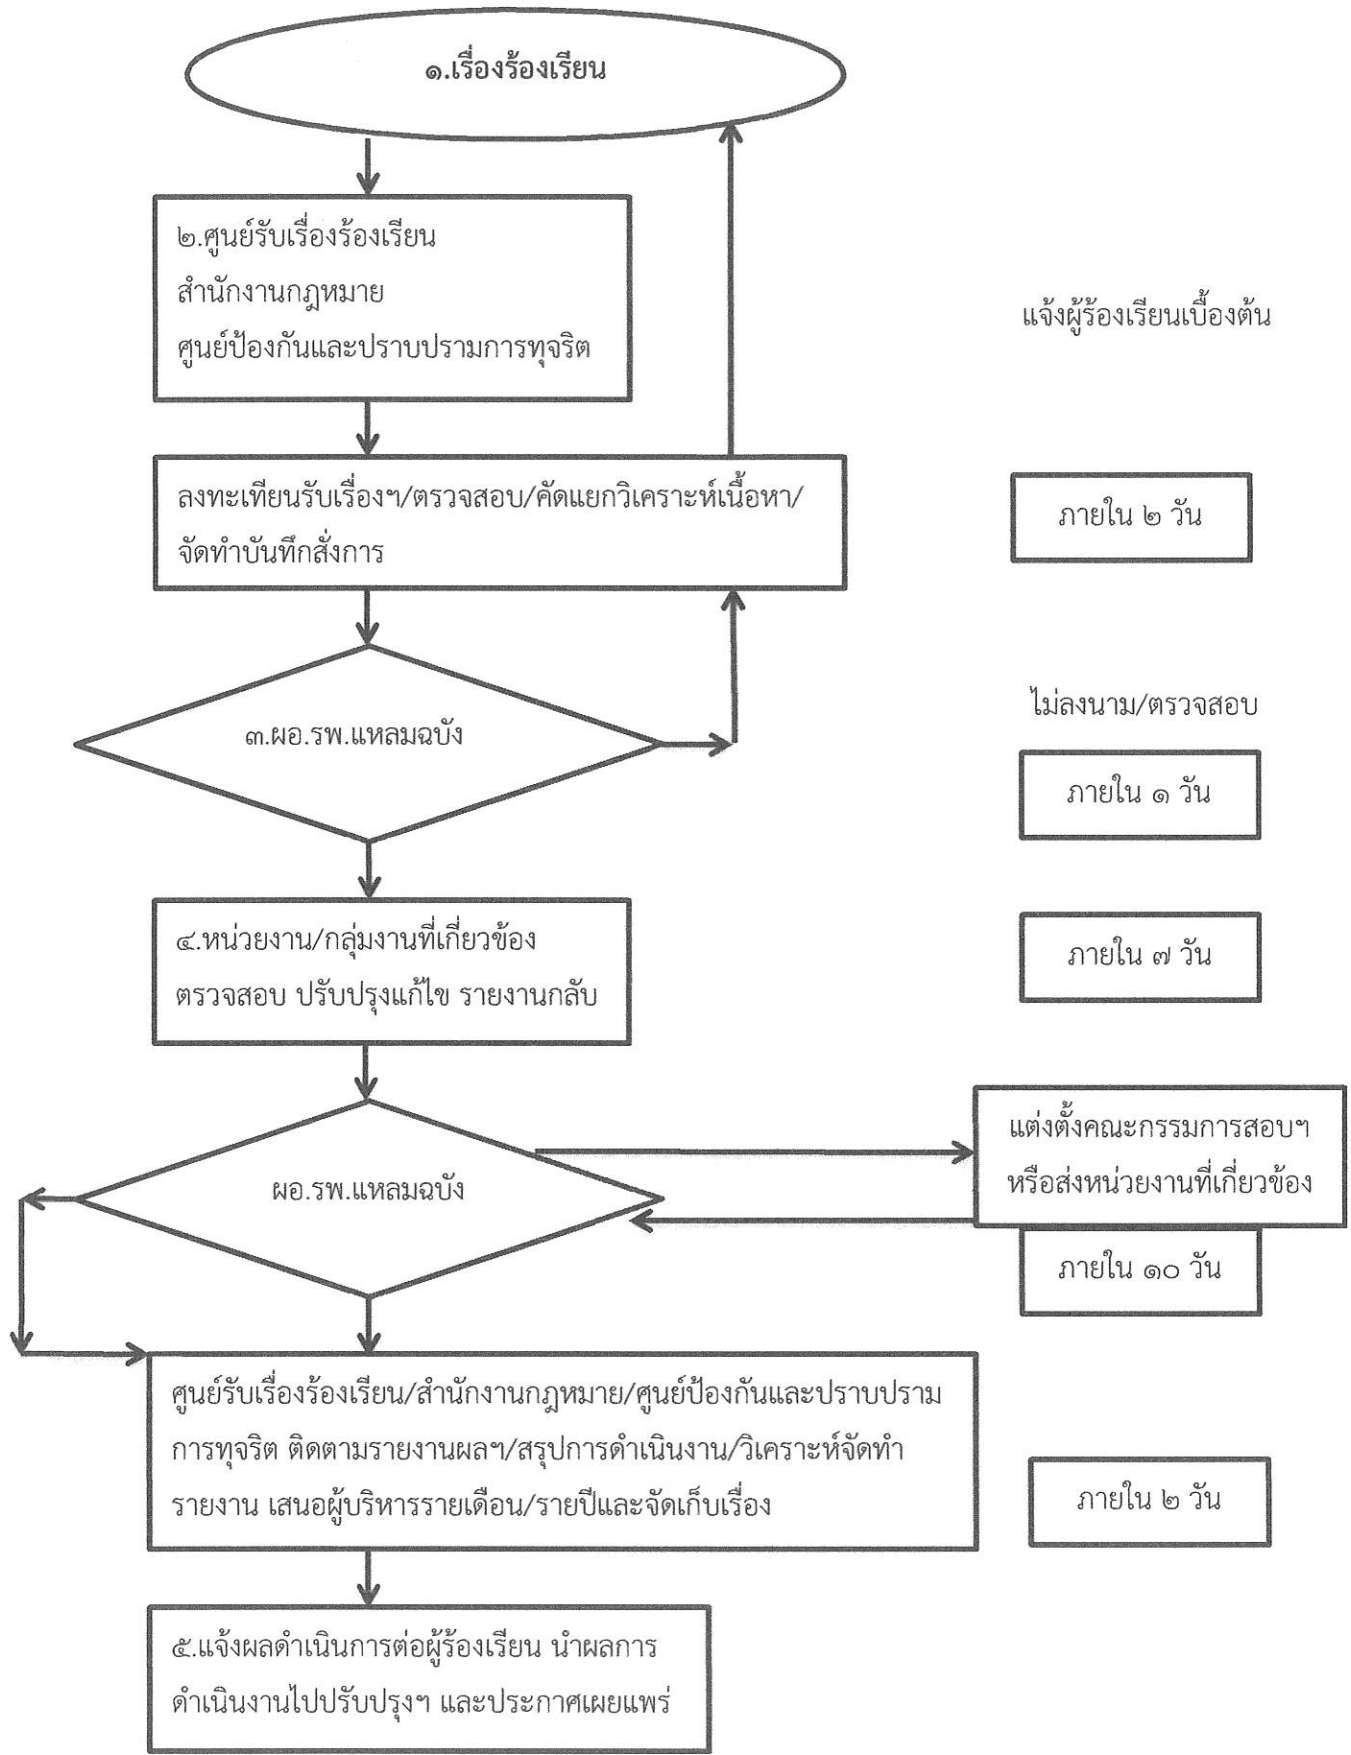 ๑.เรื่องร้องเรียน
๒.ศูนย์รับเรื่องร้องเรียน
สำนักงานกฎหมาย
ศูนย์ป้องกันและปราบปรามการทุจริต
แจ้งผู้ร้องเรียนเบื้องต้น
ลงทะเทียนรับเรื่องฯ/ตรวจสอบ/คัดแยกวิเคราะห์เนื้อหา/
จัดทำบันทึกสั่งการ
ภายใน ๒ วัน
๓.ผอ.รพ.แหลมฉบัง
ไม่ลงนาม/ตรวจสอบ
ภายใน ๑ วัน
๔.หน่วยงาน/กลุ่มงานที่เกี่ยวข้อง
ตรวจสอบ ปรับปรุงแก้ไข รายงานกลับ
ภายใน ๗ วัน
ผอ.รพ.แหลมฉบัง
แต่งตั้งคณะกรรมการสอบฯ
หรือส่งหน่วยงานที่เกี่ยวข้อง
ภายใน ๑๐ วัน
ศูนย์รับเรื่องร้องเรียน/สำนักงานกฎหมาย/ศูนย์ป้องกันและปราบปราม
การทุจริต ติดตามรายงานผลฯ/สรุปการดำเนินงาน/วิเคราะห์จัดทำ
รายงาน เสนอผู้บริหารรายเดือน/รายปีและจัดเก็บเรื่อง
ภายใน ๒ วัน
๕.แจ้งผลดำเนินการต่อผู้ร้องเรียน นำผลการ
ดำเนินงานไปปรับปรุงฯ และประกาศเผยแพร่